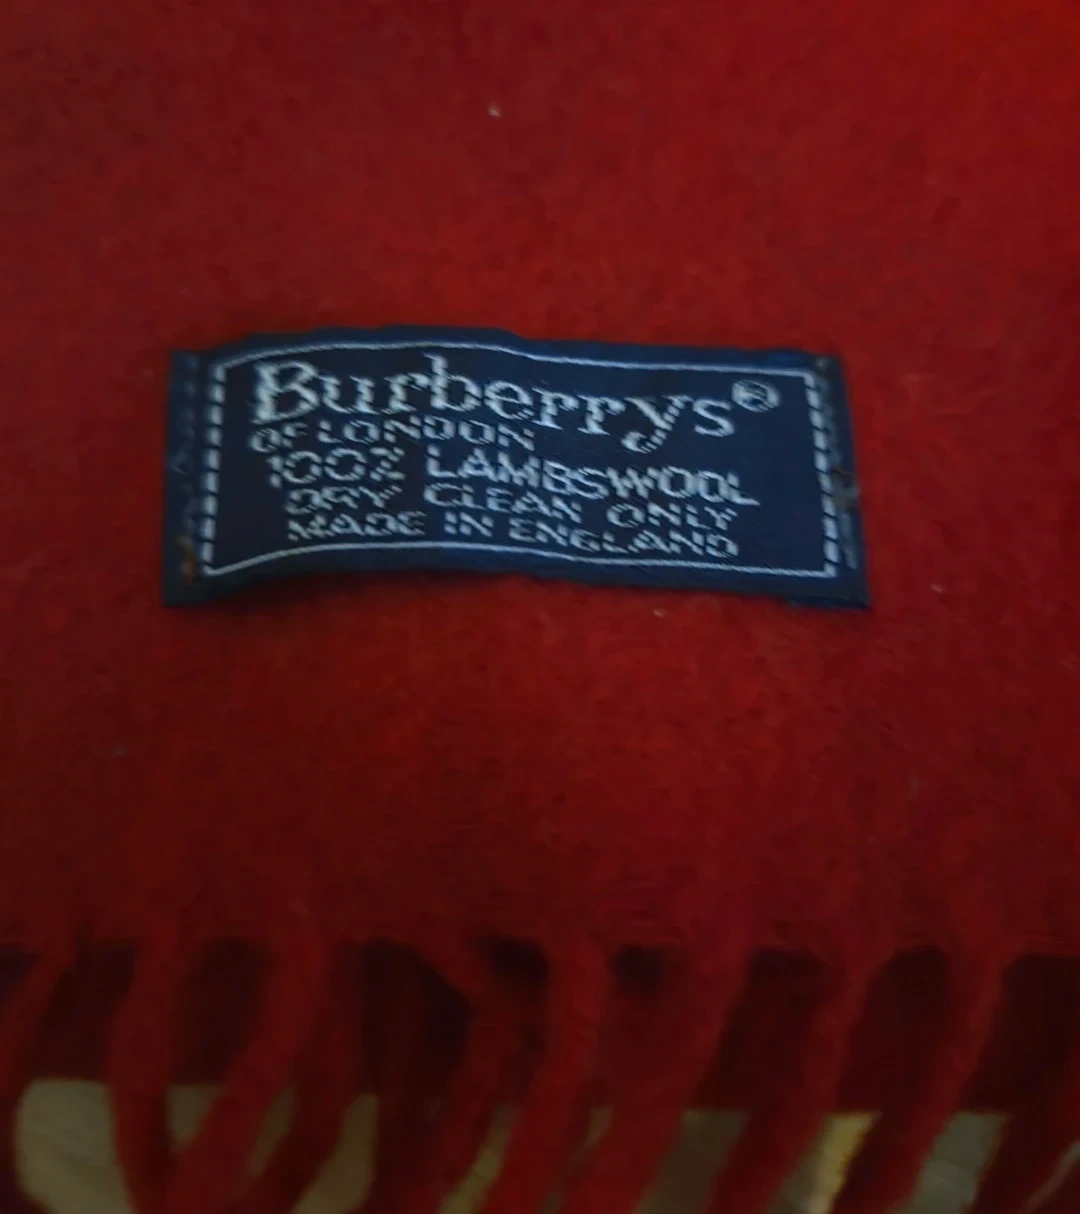 Burberrys®
OF LONDON
100% LAMBSWOOL
DRY CLEAN ONLY
MADE IN ENGLAND